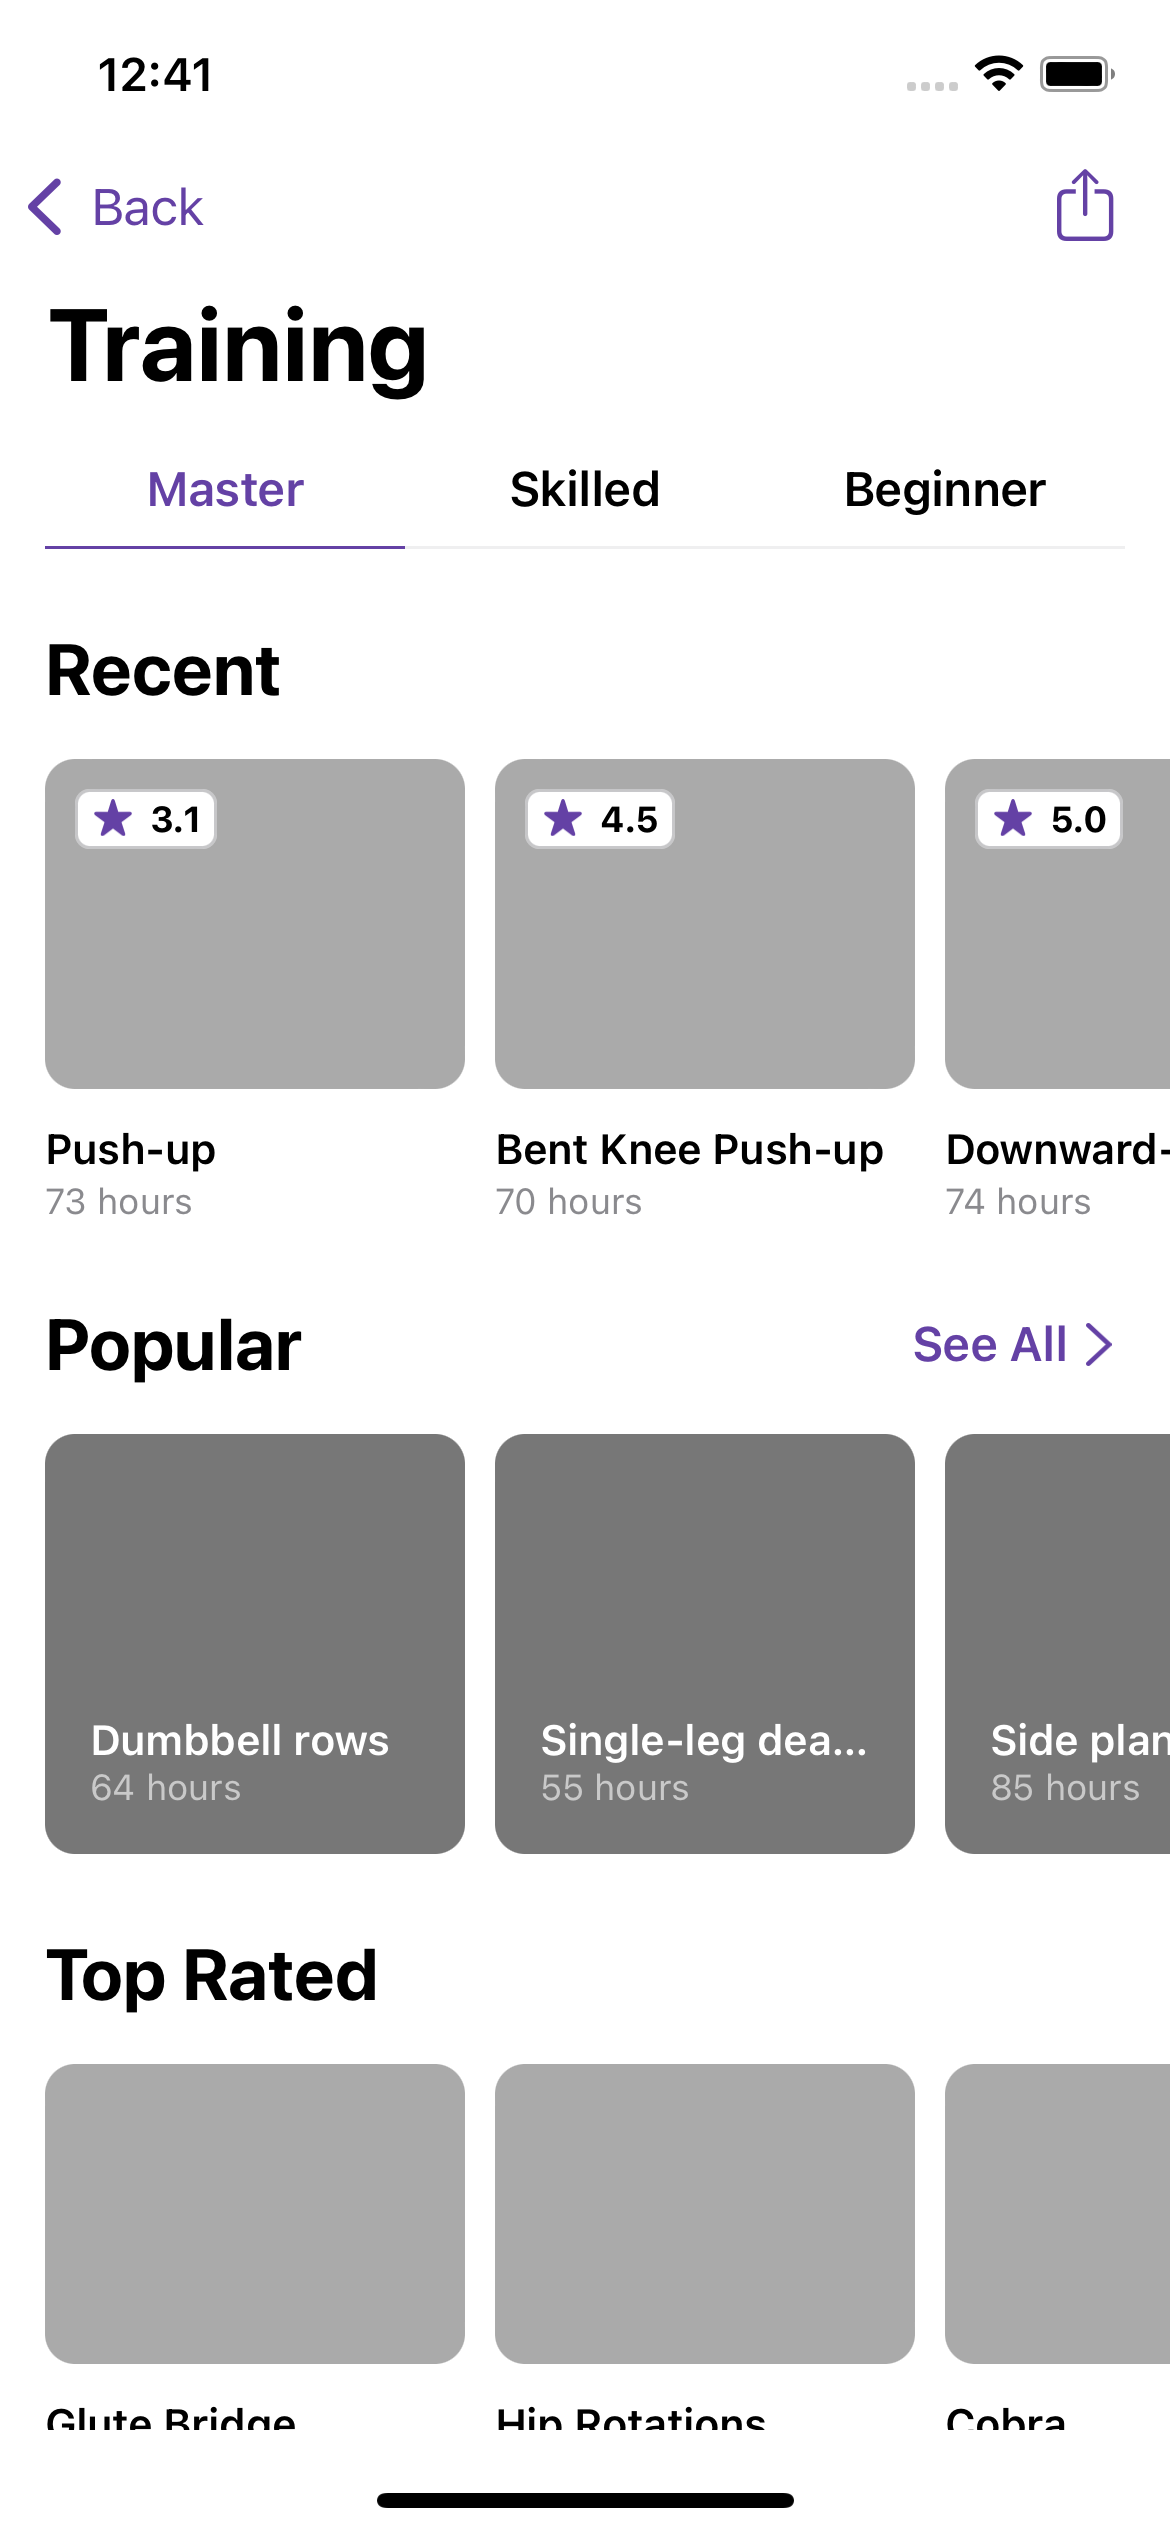 12:41
Back
Training
Master Skilled Beginner
Recent
3.1 4.5 5.0
Push-up Bent Knee Push-up Downward-
73 hours 70 hours 74 hours
Popular See All
Dumbbell rows Single-leg dea... Side plan
64 hours 55 hours 85 hours
Top Rated
Glute Bridge Hip Rotations Cobra